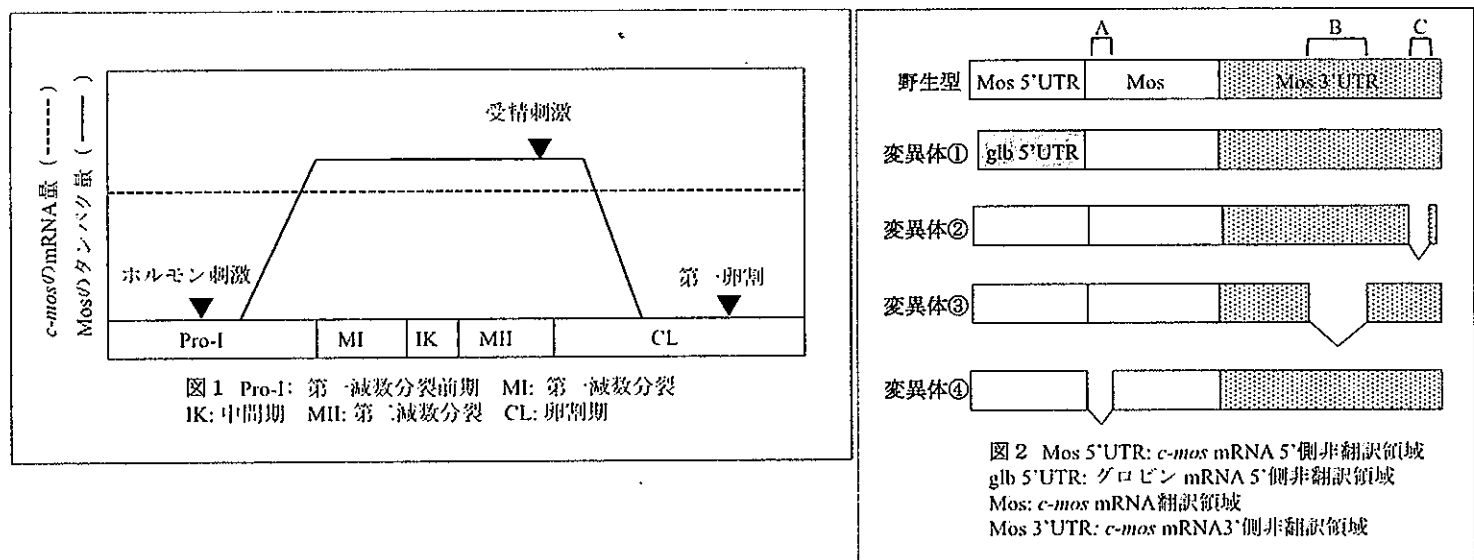 c-mosのmRNA量 (------)
Mosのタンパク量 (——)
受精刺激
ホルモン刺激
第一卵割
Pro-I MI IK MII CL
図1 Pro-I: 第一減数分裂前期 MI: 第一減数分裂
IK: 中間期 MII: 第二減数分裂 CL: 卵割期
A B C
野生型 Mos 5'UTR Mos Mos 3'UTR
変異体① glb 5'UTR
変異体②
変異体③
変異体④
図2 Mos 5'UTR: c-mos mRNA 5'側非翻訳領域
glb 5'UTR: グロビン mRNA 5'側非翻訳領域
Mos: c-mos mRNA翻訳領域
Mos 3'UTR: c-mos mRNA3'側非翻訳領域